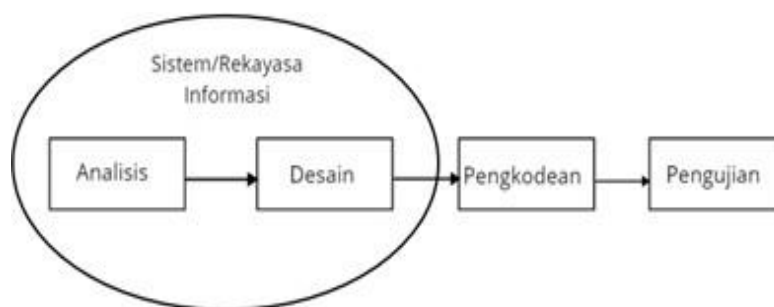 Sistem/Rekayasa
Informasi
Analisis
Desain
Pengkodean
Pengujian